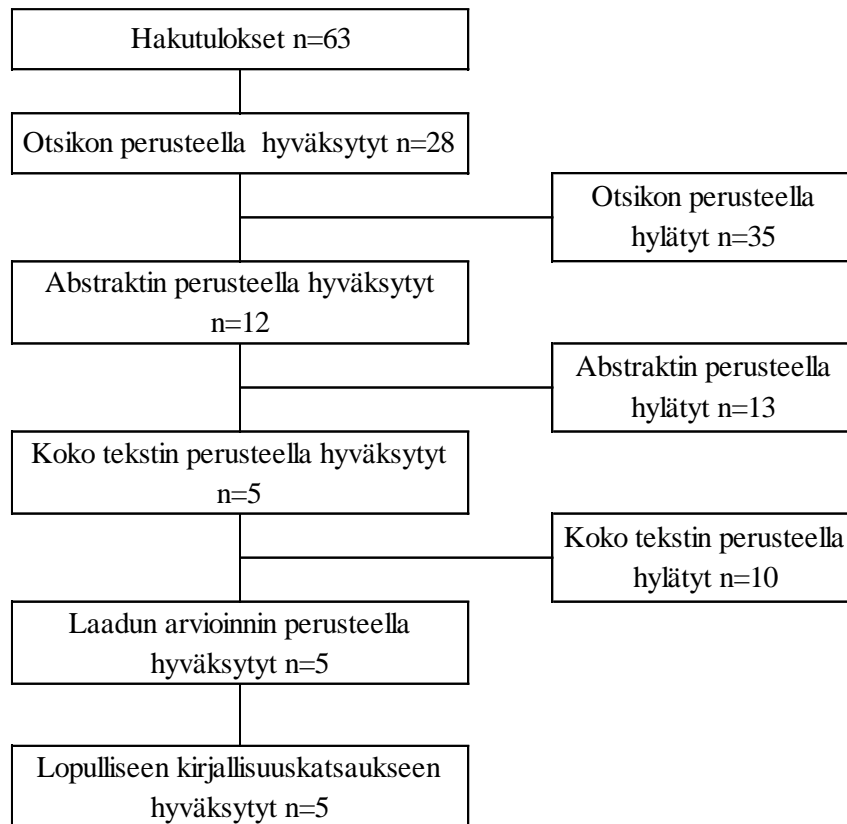 Hakutulokset n=63
Otsikon perusteella hyväksytyt n=28
Otsikon perusteella
hylätyt n=35
Abstraktin perusteella hyväksytyt
n=12
Abstraktin perusteella
hylätyt n=13
Koko tekstin perusteella hyväksytyt
n=5
Koko tekstin perusteella
hylätyt n=10
Laadun arvioinnin perusteella
hyväksytyt n=5
Lopulliseen kirjallisuuskatsaukseen
hyväksytyt n=5